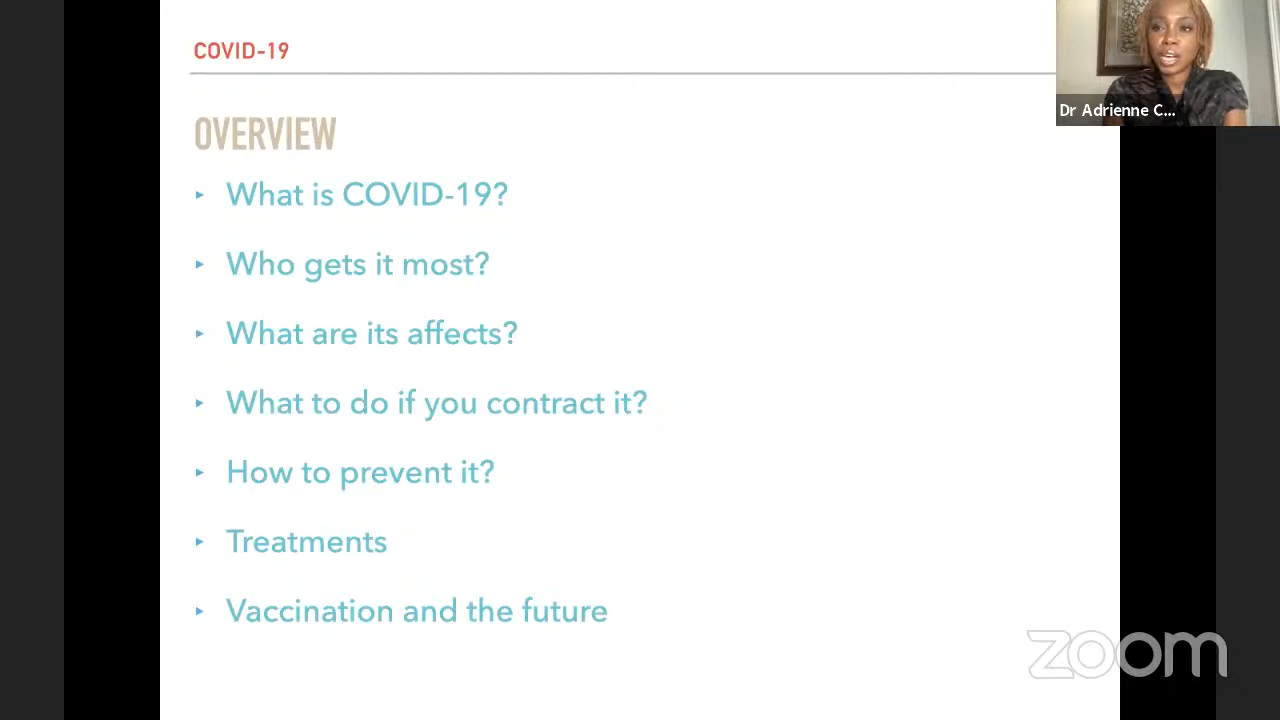 COVID-19
Dr Adrienne C...
OVERVIEW
▸ What is COVID-19?
▸ Who gets it most?
▸ What are its affects?
▸ What to do if you contract it?
▸ How to prevent it?
▸ Treatments
▸ Vaccination and the future
zoom